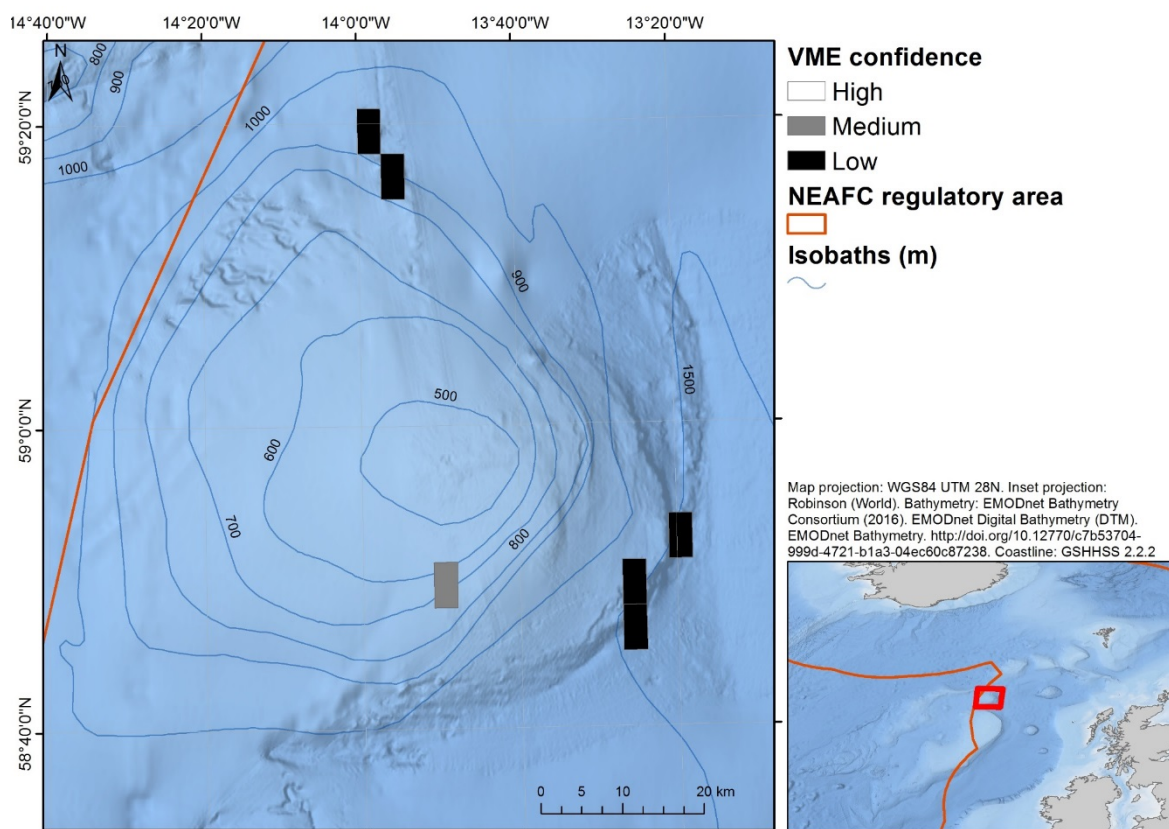 14°40'0"W 14°20'0"W 14°0'0"W 13°40'0"W 13°20'0"W
N
59°20'0"N
59°0'0"N
58°40'0"N
800
900
1000
1000
1000
900
500
600
700
800
1500
0 5 10 20 km
VME confidence
High
Medium
Low
NEAFC regulatory area
Isobaths (m)
Map projection: WGS84 UTM 28N. Inset projection:
Robinson (World). Bathymetry: EMODnet Bathymetry
Consortium (2016). EMODnet Digital Bathymetry (DTM).
EMODnet Bathymetry. http://doi.org/10.12770/c7b53704-
999d-4721-b1a3-04ec60c87238. Coastline: GSHHSS 2.2.2